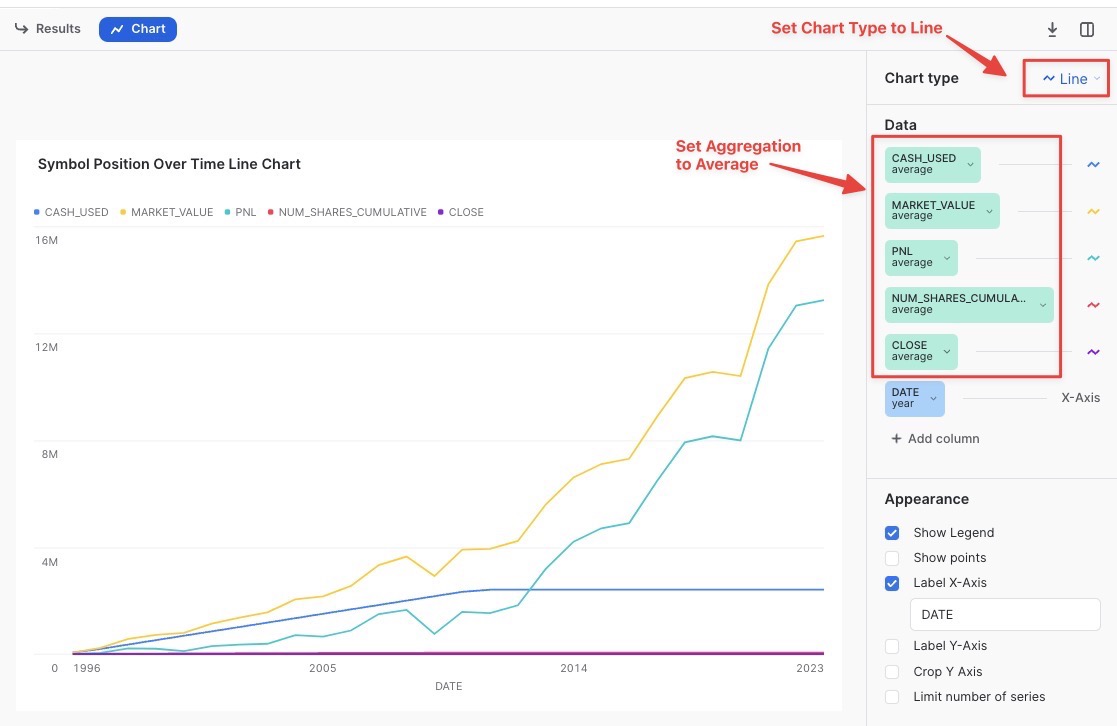 Results
Chart
Set Chart Type to Line
Chart type
Line
Data
Set Aggregation
to Average
Symbol Position Over Time Line Chart
CASH_USED MARKET_VALUE PNL NUM_SHARES_CUMULATIVE CLOSE
16M
12M
8M
4M
0
1996 2005 2014 2023
DATE
CASH_USED
average
MARKET_VALUE
average
PNL
average
NUM_SHARES_CUMULA...
average
CLOSE
average
DATE
year
X-Axis
+ Add column
Appearance
Show Legend
Show points
Label X-Axis
DATE
Label Y-Axis
Crop Y Axis
Limit number of series